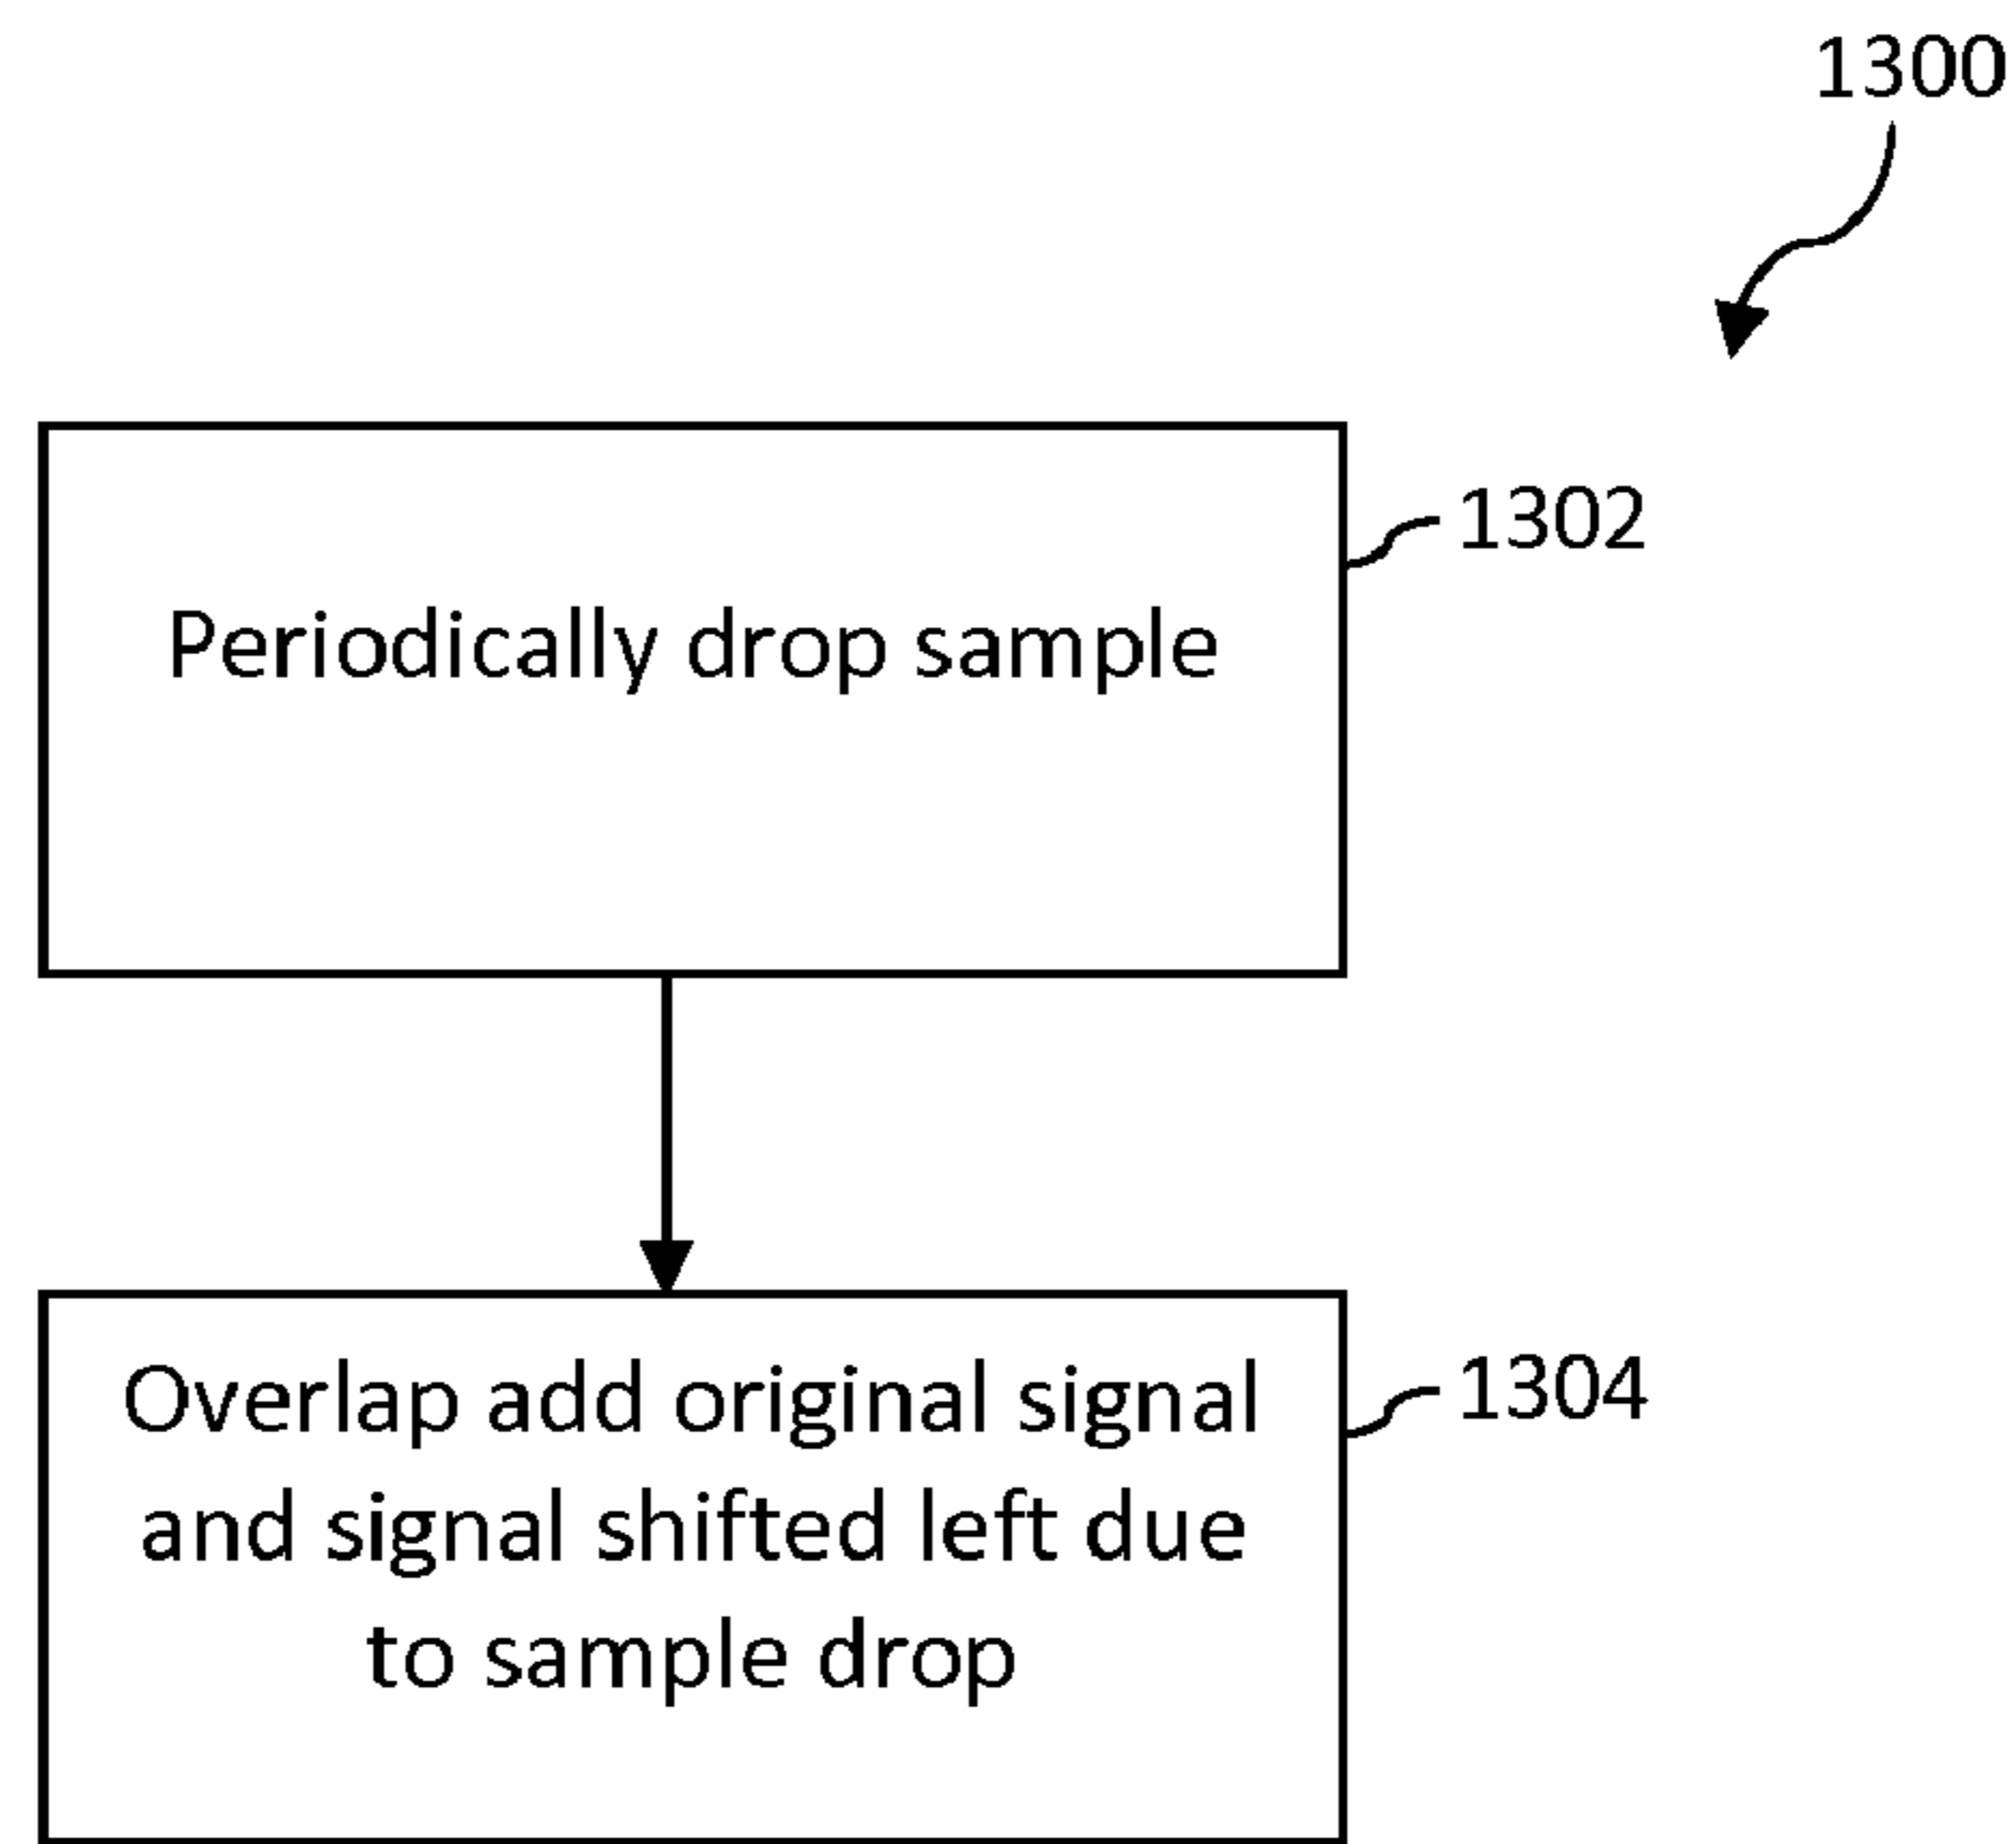 1300
1302
Periodically drop sample
1304
Overlap add original signal
and signal shifted left due
to sample drop